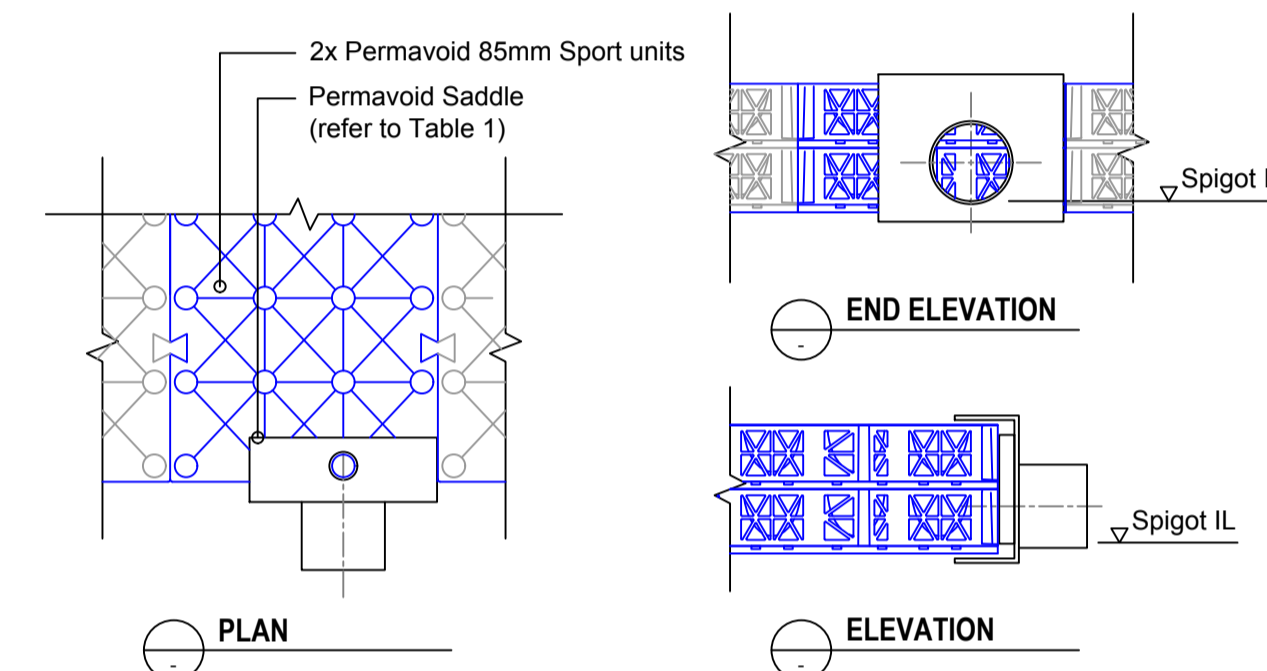 2x Permavoid 85mm Sport units
Permavoid Saddle
(refer to Table 1)
Spigot
END ELEVATION
-
Spigot IL
PLAN
-
ELEVATION
-